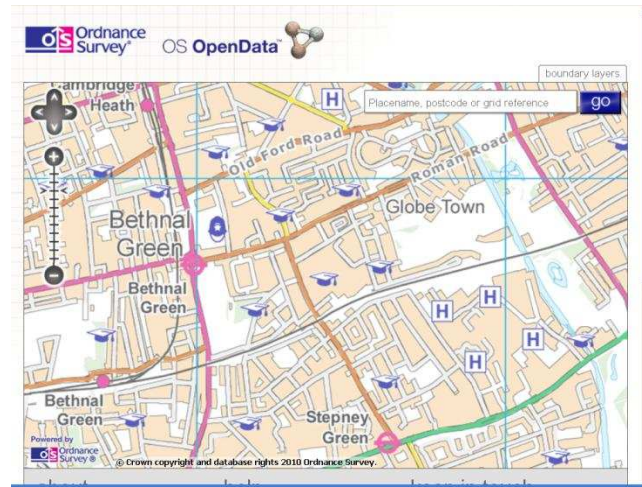 Ordnance
Survey®
OS OpenData™
boundary layers
Cambridge
Heath
H
Placename, postcode or grid reference
go
Old Ford Road
Roman Road
Bethnal
Green
Globe Town
Bethnal
Green
H
H
H
H
H
Bethnal
Green
Stepney
Green
Powered by
Ordnance
Survey ®
© Crown copyright and database rights 2010 Ordnance Survey.